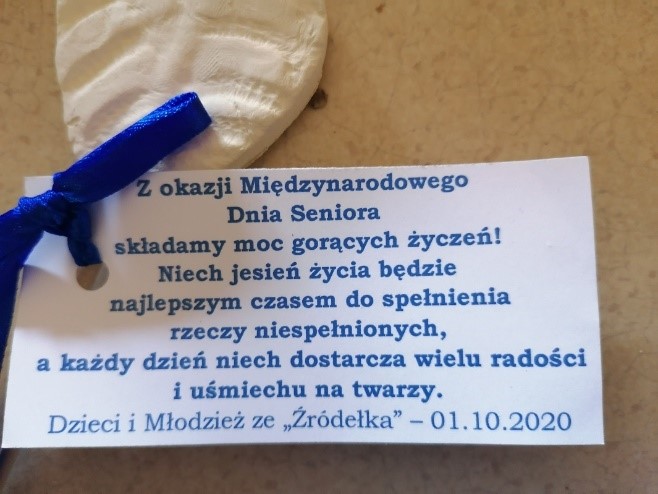 Z okazji Międzynarodowego
Dnia Seniora
składamy moc gorących życzeń!
Niech jesień życia będzie
najlepszym czasem do spełnienia
rzeczy niespełnionych,
a każdy dzień niech dostarcza wielu radości
i uśmiechu na twarzy.
Dzieci i Młodzież ze „Źródełka” – 01.10.2020